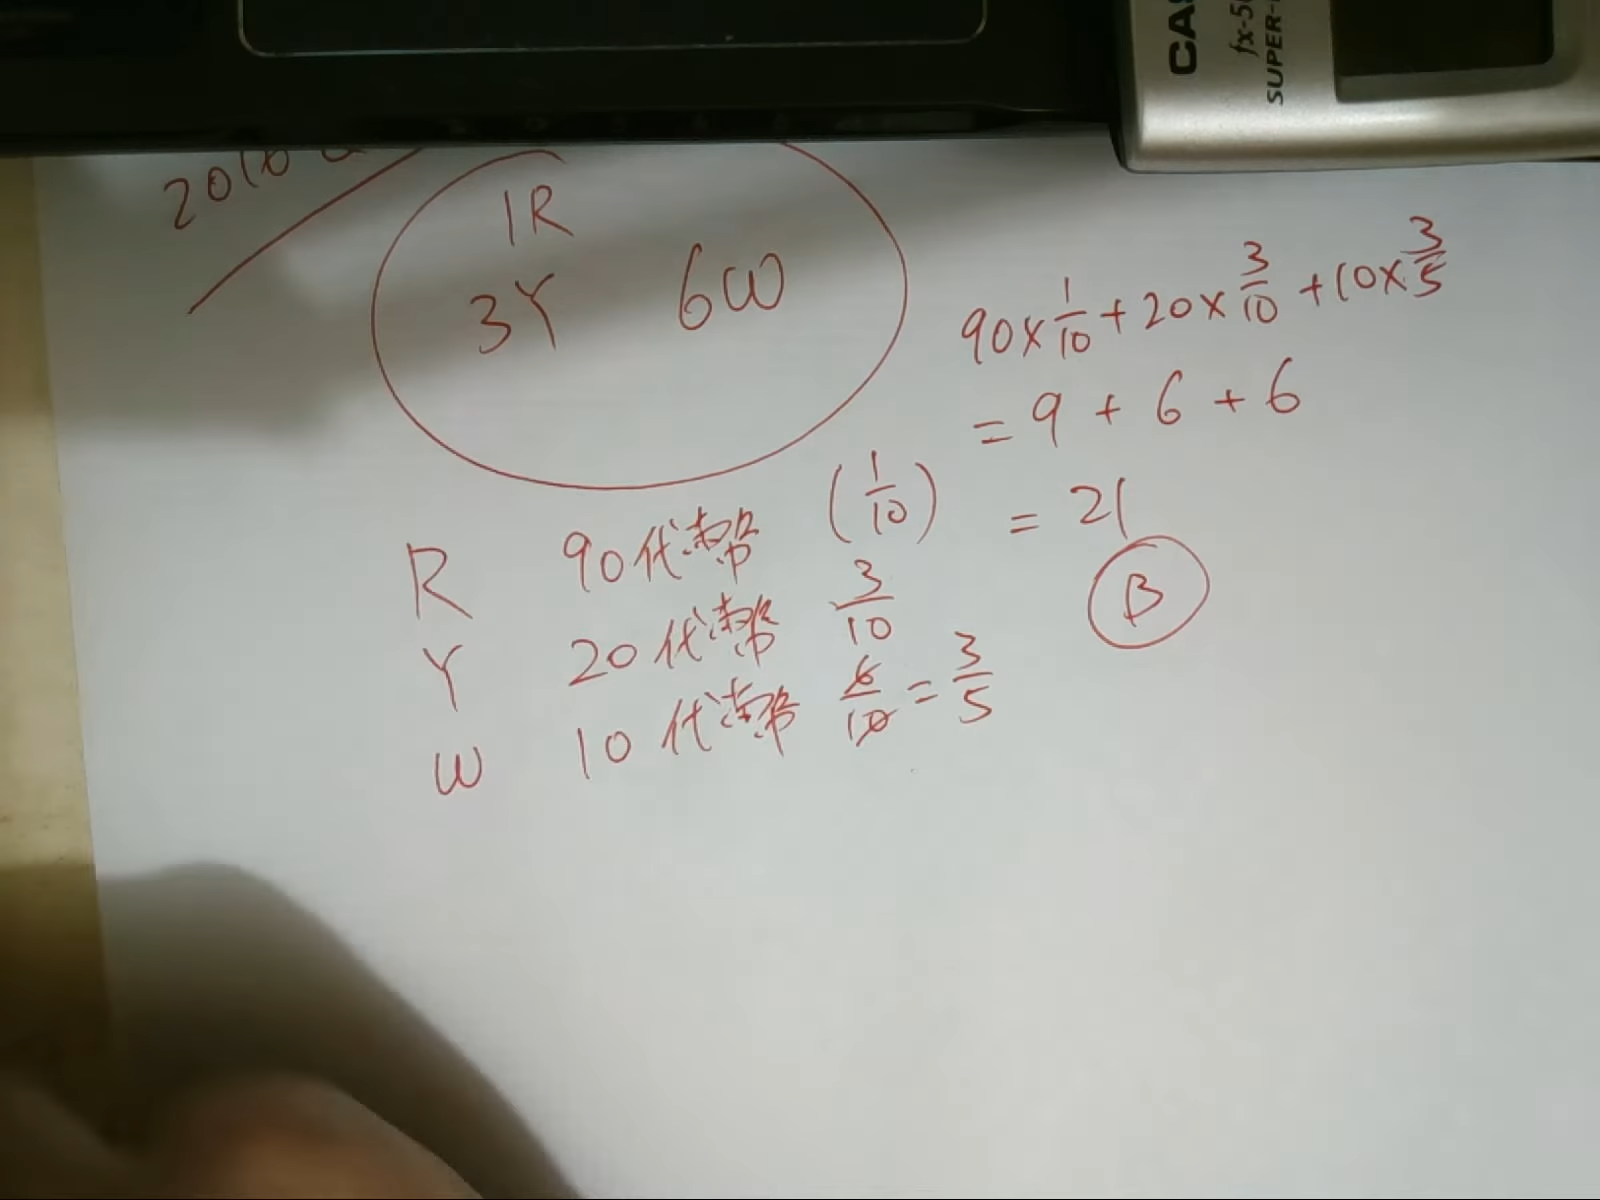 CAS
fx-5
SUPER-
2016
1R
3Y 6W
90×1/10+20×3/10+10×3/5
=9+6+6
=21
B
R 90代幣 (1/10)
Y 20代幣 3/10
W 10代幣 6/10=3/5